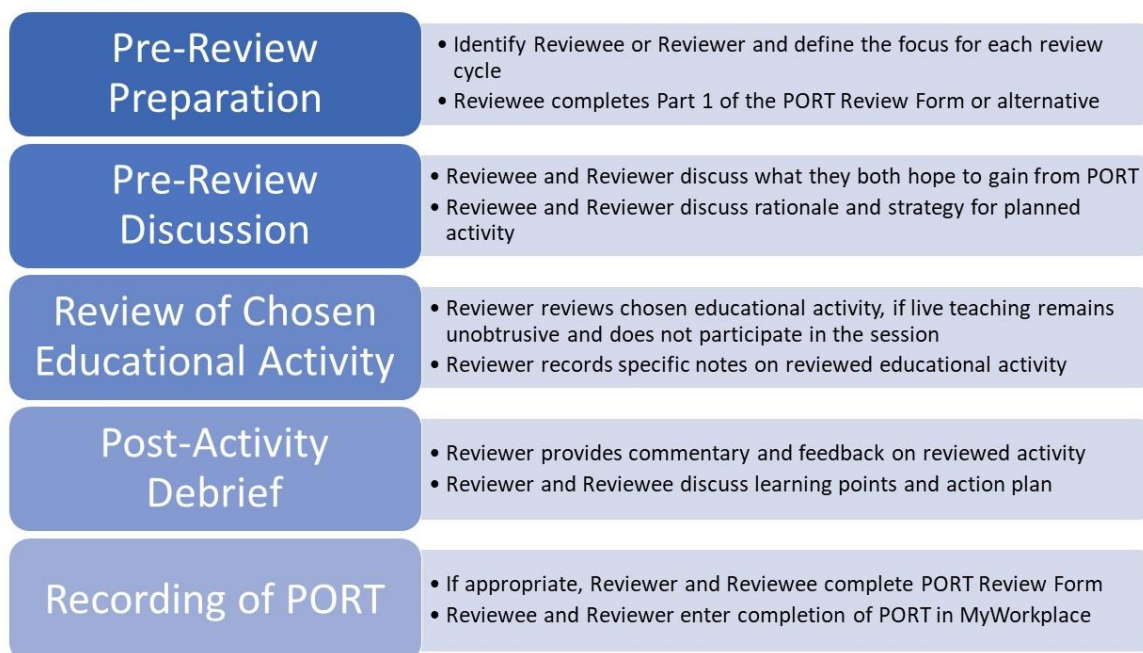 Pre-Review
Preparation
• Identify Reviewee or Reviewer and define the focus for each review
cycle
• Reviewee completes Part 1 of the PORT Review Form or alternative
Pre-Review
Discussion
• Reviewee and Reviewer discuss what they both hope to gain from PORT
• Reviewee and Reviewer discuss rationale and strategy for planned
activity
Review of Chosen
Educational Activity
• Reviewer reviews chosen educational activity, if live teaching remains
unobtrusive and does not participate in the session
• Reviewer records specific notes on reviewed educational activity
Post-Activity
Debrief
• Reviewer provides commentary and feedback on reviewed activity
• Reviewer and Reviewee discuss learning points and action plan
Recording of PORT
• If appropriate, Reviewer and Reviewee complete PORT Review Form
• Reviewee and Reviewer enter completion of PORT in MyWorkplace